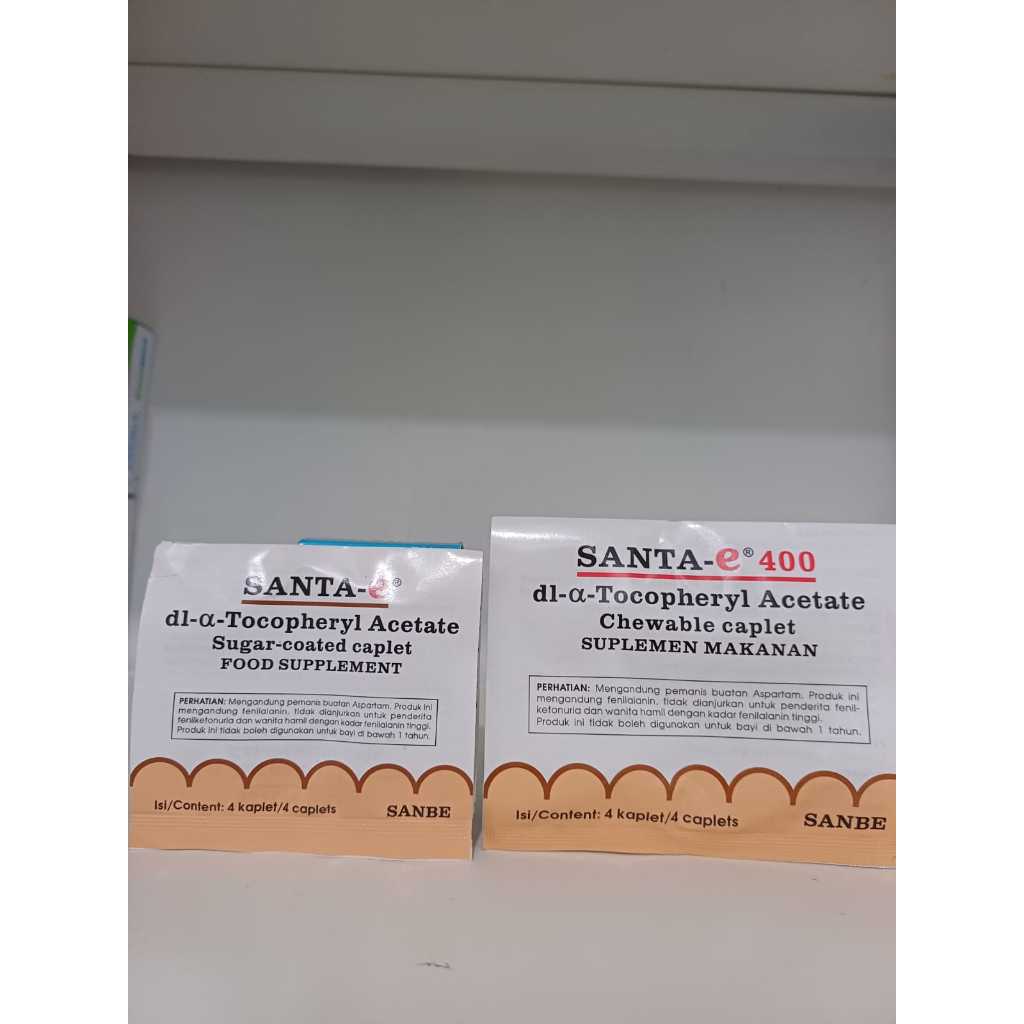 SANTA-e®
dl-α-Tocopheryl Acetate
Sugar-coated caplet
FOOD SUPPLEMENT
PERHATIAN: Mengandung pemanis buatan Aspartam. Produk ini
mengandung fenilalanin, tidak dianjurkan untuk penderita
fenilketonuria dan wanita hamil dengan kadar fenilalanin tinggi.
Produk ini tidak boleh digunakan untuk bayi di bawah 1 tahun.
Isi/Content: 4 kaplet/4 caplets
SANBE
SANTA-e® 400
dl-α-Tocopheryl Acetate
Chewable caplet
SUPLEMEN MAKANAN
PERHATIAN: Mengandung pemanis buatan Aspartam. Produk ini
mengandung fenilalanin, tidak dianjurkan untuk penderita fenil-
ketonuria dan wanita hamil dengan kadar fenilalanin tinggi.
Produk ini tidak boleh digunakan untuk bayi di bawah 1 tahun.
Isi/Content: 4 kaplet/4 caplets
SANBE